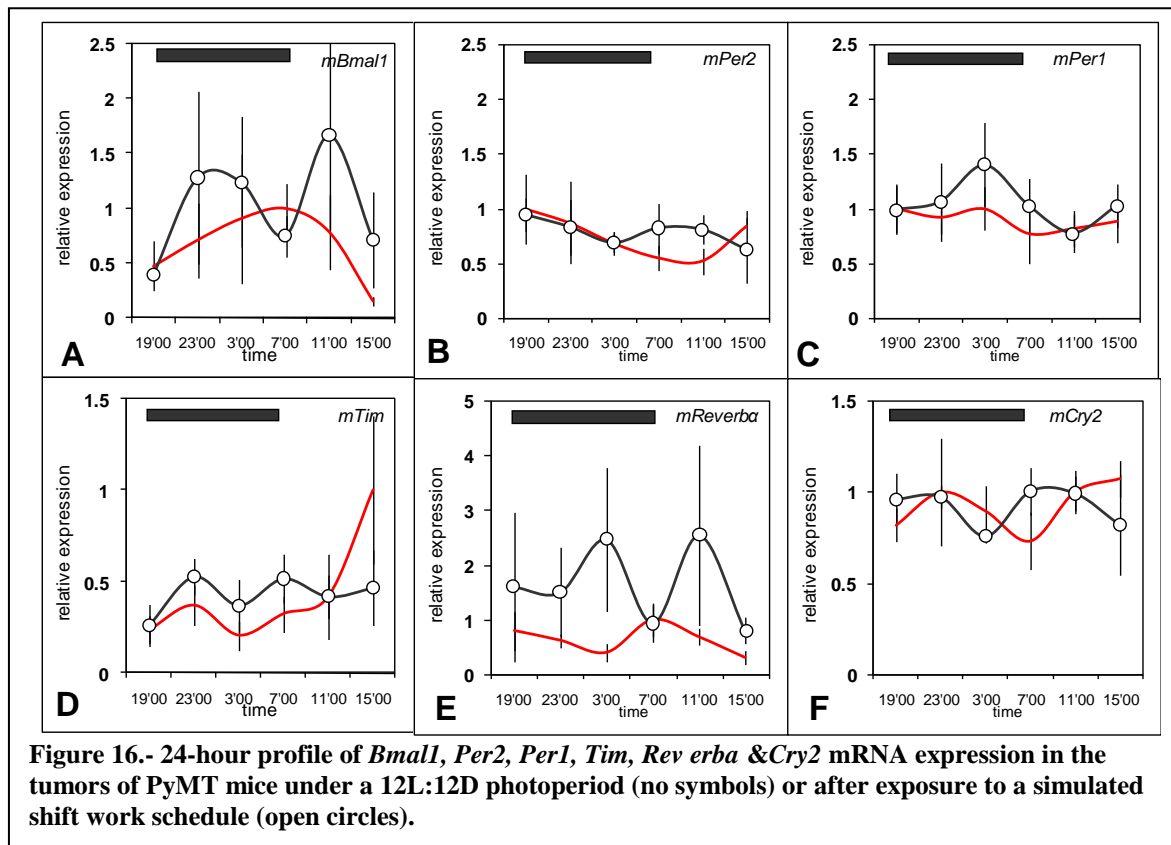 2.5
2
1.5
1
0.5
0
relative expression
mBmal1
19'00 23'00 3'00 7'00 11'00 15'00
time
A
2.5
2
1.5
1
0.5
0
relative expression
mPer2
19'00 23'00 3'00 7'00 11'00 15'00
time
B
2.5
2
1.5
1
0.5
0
relative expression
mPer1
19'00 23'00 3'00 7'00 11'00 15'00
time
C
1.5
1
0.5
0
relative expression
mTim
19'00 23'00 3'00 7'00 11'00 15'00
time
D
5
4
3
2
1
0
relative expression
mReverbα
19'00 23'00 3'00 7'00 11'00 15'00
time
E
1.5
1
0.5
0
relative expression
mCry2
19'00 23'00 3'00 7'00 11'00 15'00
time
F
Figure 16.- 24-hour profile of Bmal1, Per2, Per1, Tim, Rev erba &Cry2 mRNA expression in the
tumors of PyMT mice under a 12L:12D photoperiod (no symbols) or after exposure to a simulated
shift work schedule (open circles).